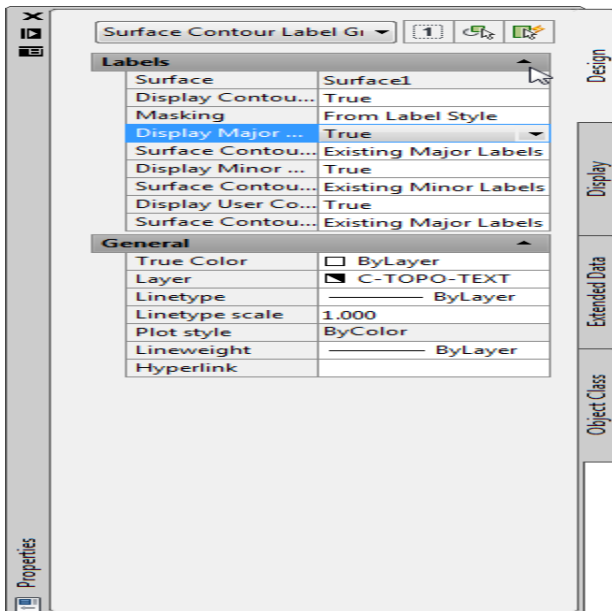 Surface Contour Label Gr
1
Labels
Surface Surface1
Display Contou... True
Masking From Label Style
Display Major ... True
Surface Contou... Existing Major Labels
Display Minor ... True
Surface Contou... Existing Minor Labels
Display User Co... True
Surface Contou... Existing Major Labels
General
True Color ByLayer
Layer C-TOPO-TEXT
Linetype ByLayer
Linetype scale 1.000
Plot style ByColor
Lineweight ByLayer
Hyperlink
Design
Display
Extended Data
Object Class
Properties